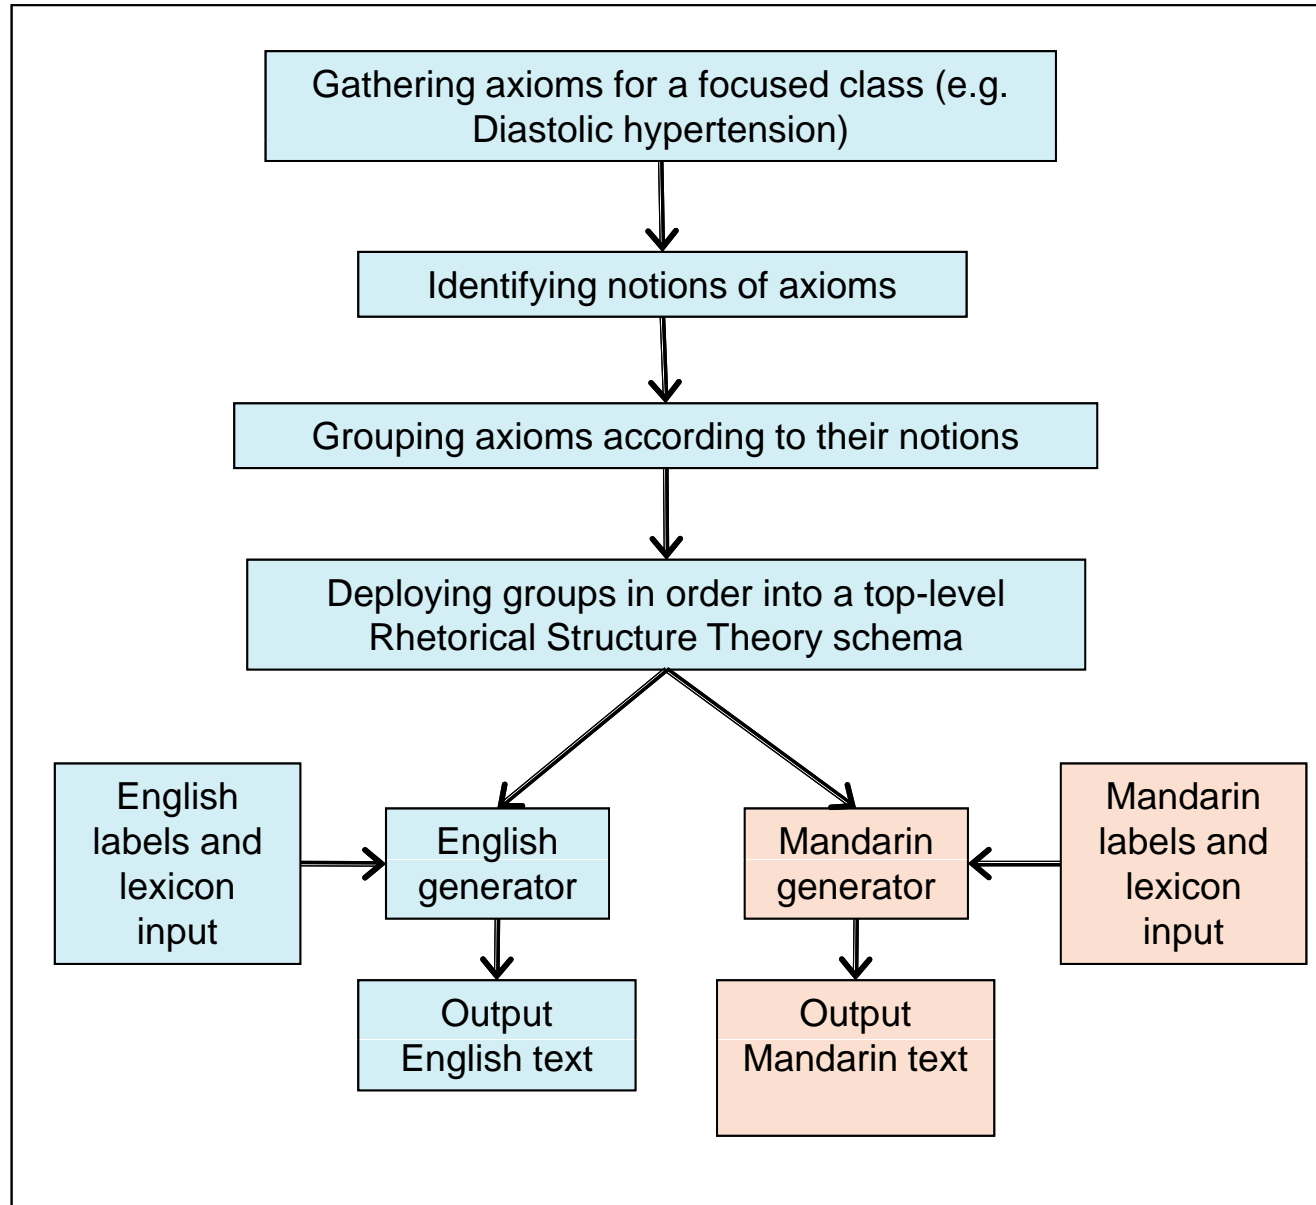 Gathering axioms for a focused class (e.g.
Diastolic hypertension)
Identifying notions of axioms
Grouping axioms according to their notions
Deploying groups in order into a top-level
Rhetorical Structure Theory schema
English
labels and
lexicon
input
English
generator
Mandarin
generator
Mandarin
labels and
lexicon
input
Output
English text
Output
Mandarin text